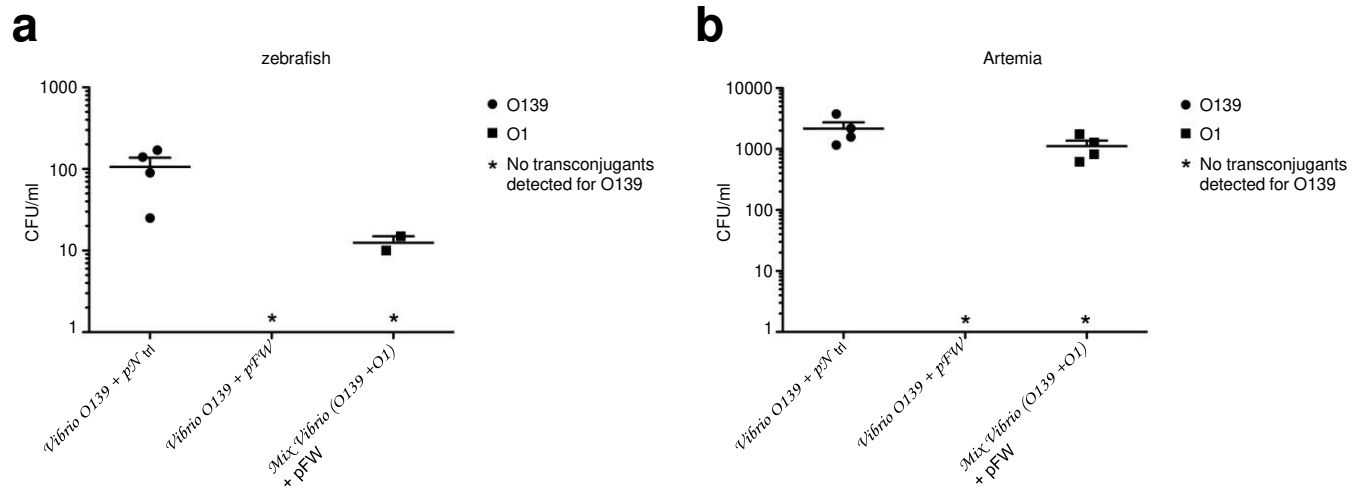 a
zebrafish
1000
100
10
1
CFU/ml
O139
O1
* No transconjugants
detected for O139
*
*
Vibrio O139 + pN trl
Vibrio O139 + pFW
Mix Vibrio (O139 +O1)
+ pFW
b
Artemia
10000
1000
100
10
1
CFU/ml
O139
O1
* No transconjugants
detected for O139
*
*
Vibrio O139 + pN trl
Vibrio O139 + pFW
Mix Vibrio (O139 +O1)
+ pFW